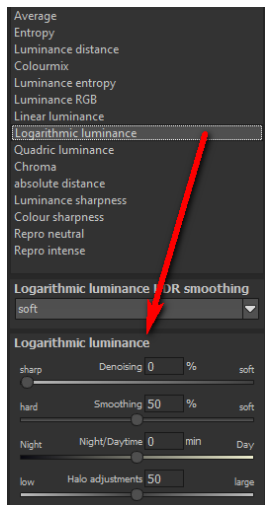 Average
Entropy
Luminance distance
Colourmix
Luminance entropy
Luminance RGB
Linear luminance
Logarithmic luminance
Quadric luminance
Chroma
absolute distance
Luminance sharpness
Colour sharpness
Repro neutral
Repro intense
Logarithmic luminance HDR smoothing
soft
Logarithmic luminance
sharp Denoising 0 % soft
hard Smoothing 50 % soft
Night Night/Daytime 0 min Day
low Halo adjustments 50 large